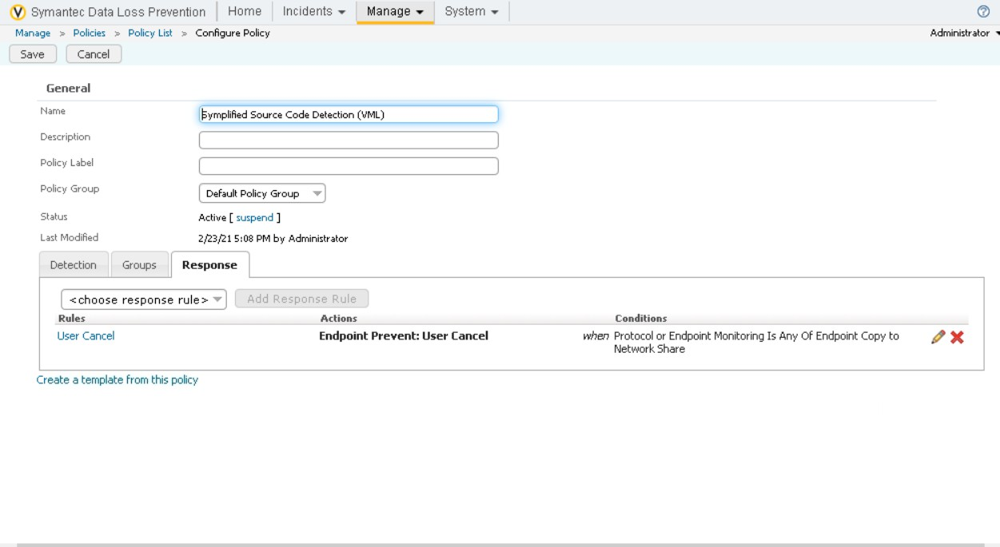 Symantec Data Loss Prevention Home Incidents Manage System
Manage > Policies > Policy List > Configure Policy Administrator
Save Cancel
General
Name Symplified Source Code Detection (VML)
Description
Policy Label
Policy Group Default Policy Group
Status Active [ suspend ]
Last Modified 2/23/21 5:08 PM by Administrator
Detection Groups Response
<choose response rule> Add Response Rule
Rules Actions Conditions
User Cancel Endpoint Prevent: User Cancel when Protocol or Endpoint Monitoring Is Any Of Endpoint Copy to
Network Share
Create a template from this policy